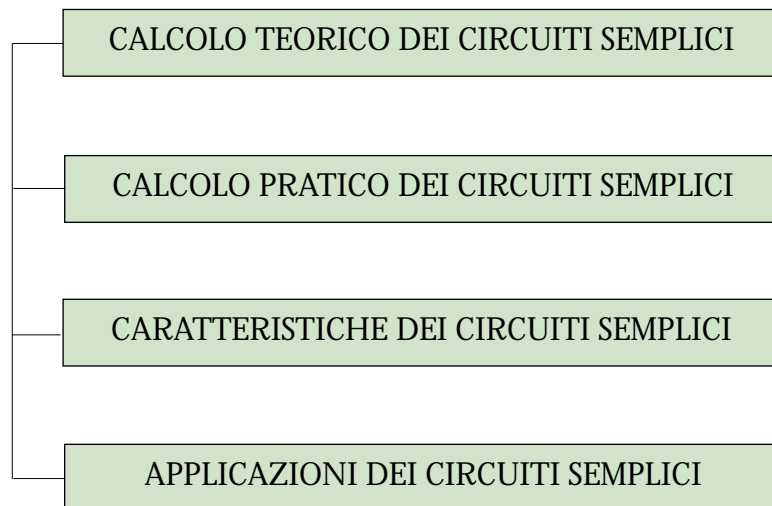 CALCOLO TEORICO DEI CIRCUITI SEMPLICI
CALCOLO PRATICO DEI CIRCUITI SEMPLICI
CARATTERISTICHE DEI CIRCUITI SEMPLICI
APPLICAZIONI DEI CIRCUITI SEMPLICI